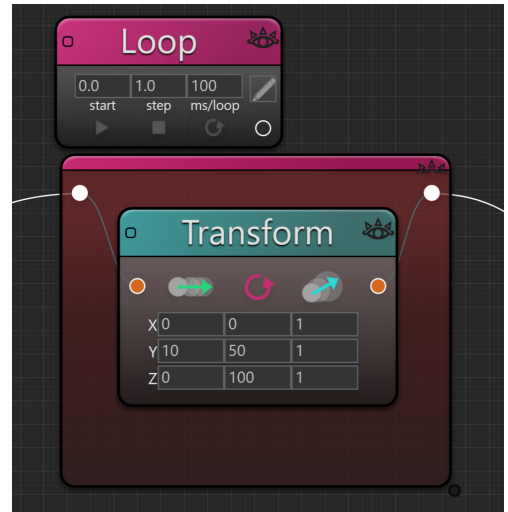 Loop
0.0 1.0 100
start step ms/loop
Transform
X 0 0 1
Y 10 50 1
Z 0 100 1